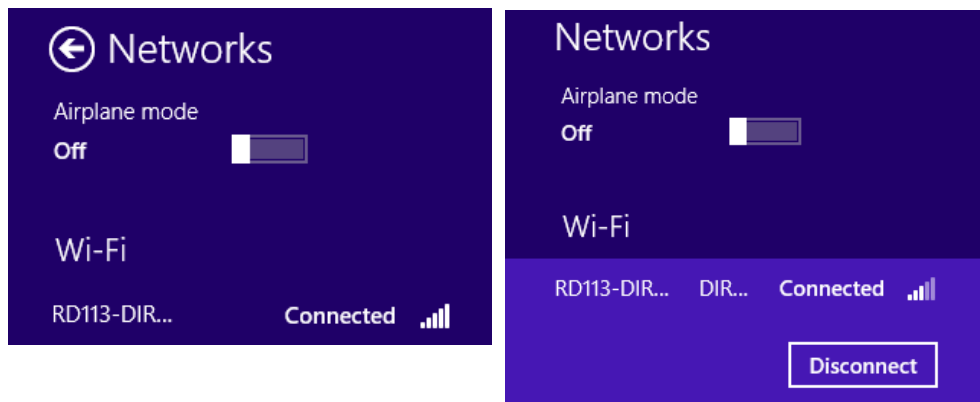 Networks
Airplane mode
Off
Wi-Fi
RD113-DIR... Connected
Networks
Airplane mode
Off
Wi-Fi
RD113-DIR... DIR... Connected
Disconnect